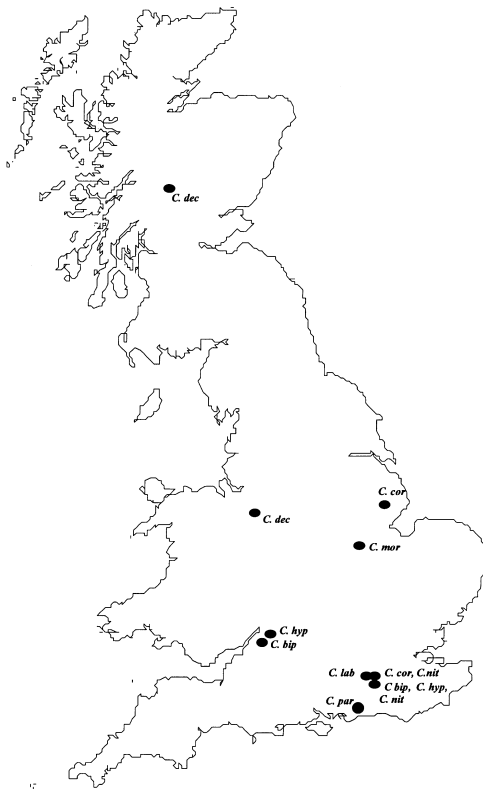 C. dec
C. cor
C. dec
C. mor
C. hyp
C. bip
C. lab
C. cor, C.nit
C bip, C. hyp,
C. nit
C. par